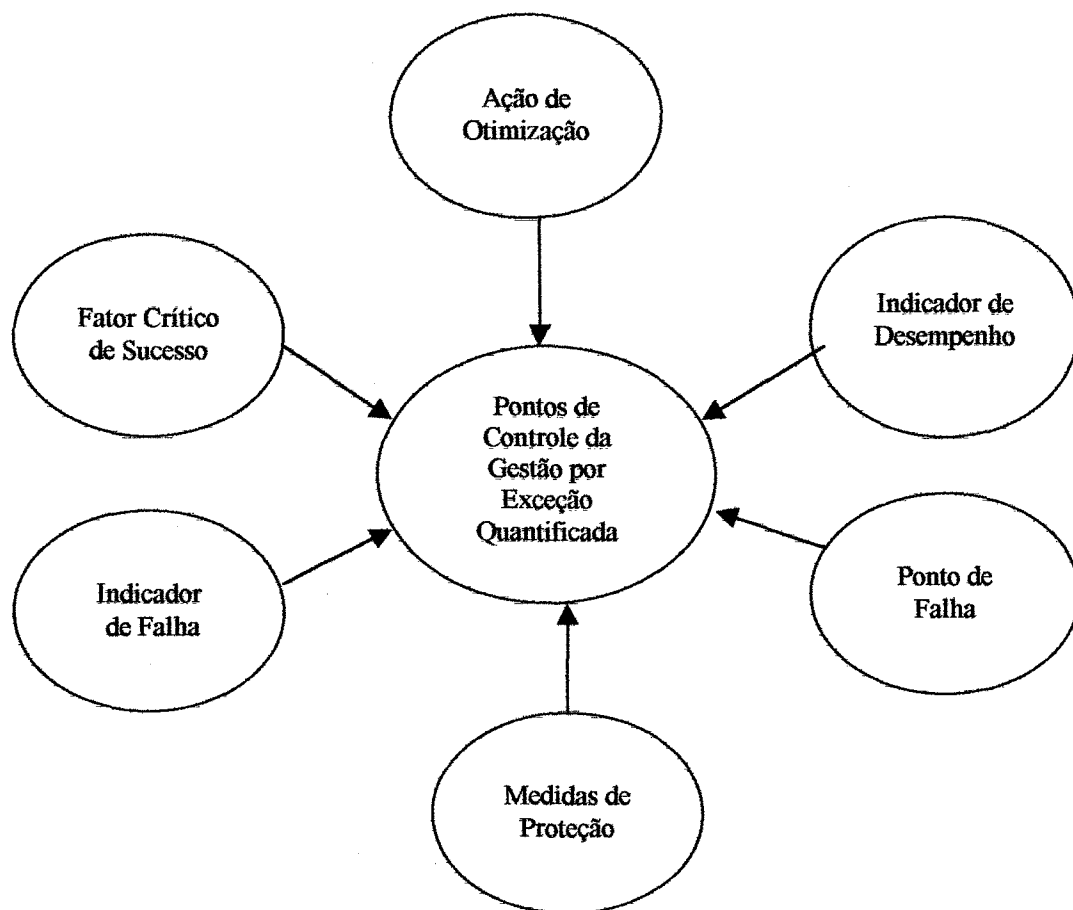 Ação de
Otimização
Fator Crítico
de Sucesso
Indicador de
Desempenho
Pontos de
Controle da
Gestão por
Exceção
Quantificada
Indicador
de Falha
Ponto de
Falha
Medidas de
Proteção